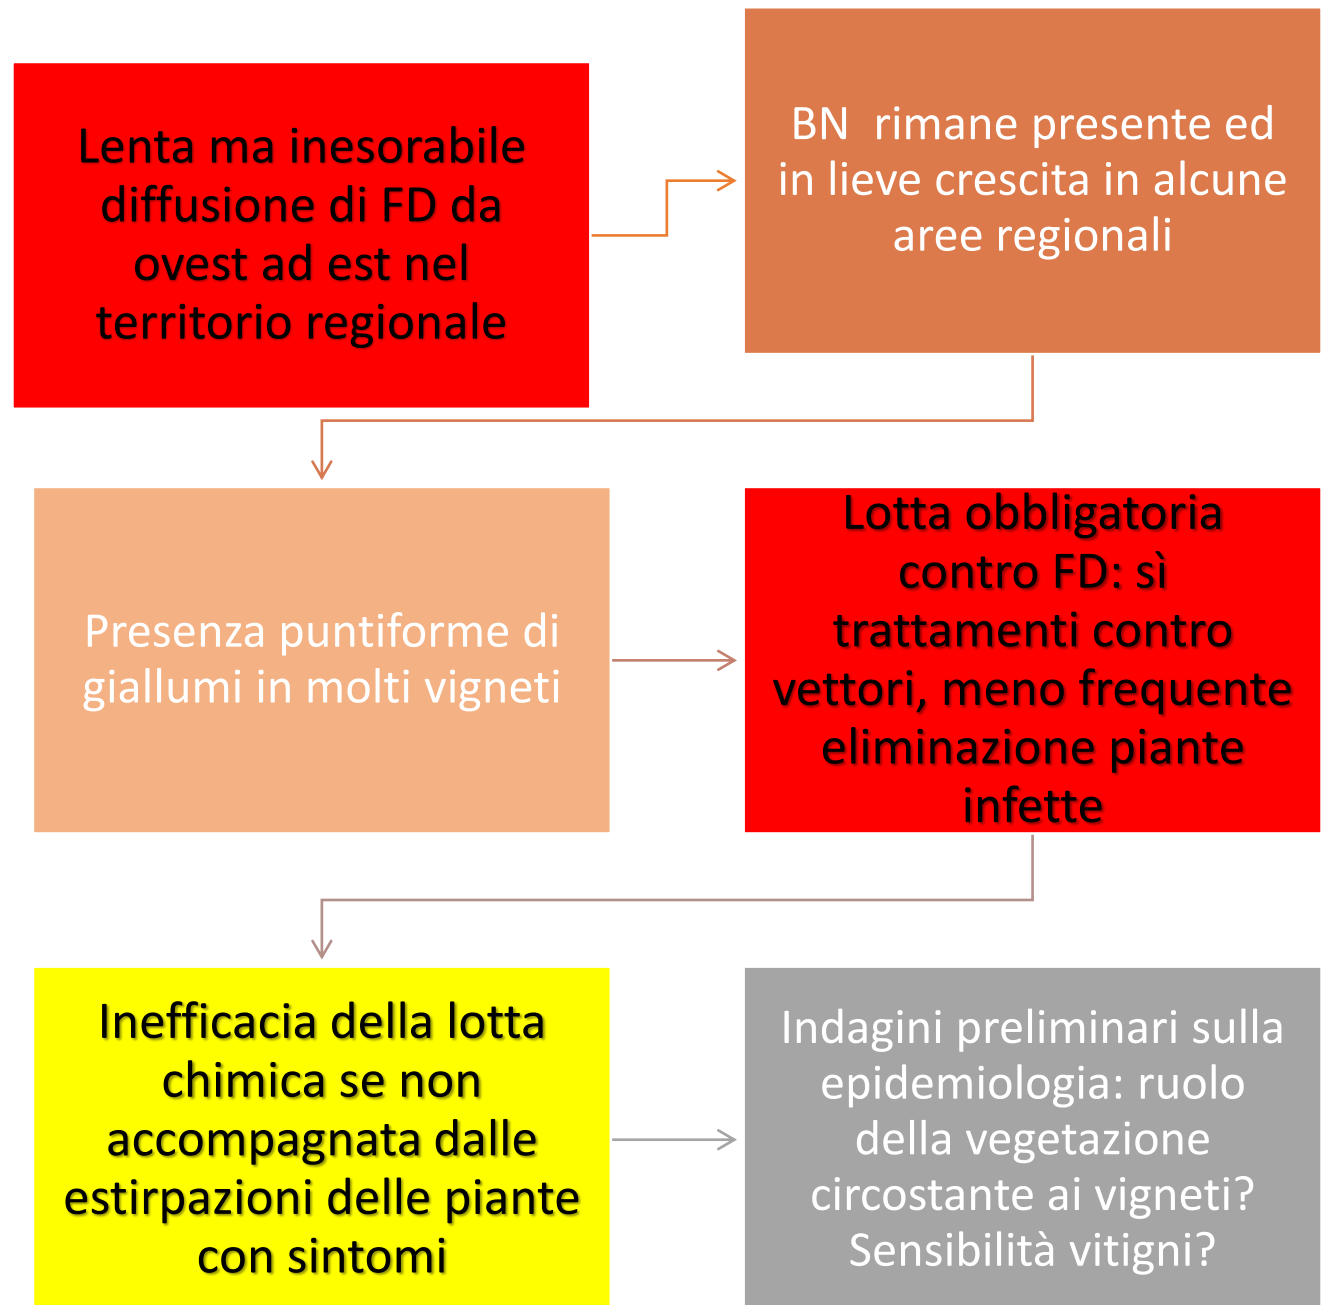 Lenta ma inesorabile
diffusione di FD da
ovest ad est nel
territorio regionale
BN  rimane presente ed
in lieve crescita in alcune
aree regionali
Presenza puntiforme di
giallumi in molti vigneti
Lotta obbligatoria
contro FD: sì
trattamenti contro
vettori, meno frequente
eliminazione piante
infette
Inefficacia della lotta
chimica se non
accompagnata dalle
estirpazioni delle piante
con sintomi
Indagini preliminari sulla
epidemiologia: ruolo
della vegetazione
circostante ai vigneti?
Sensibilità vitigni?